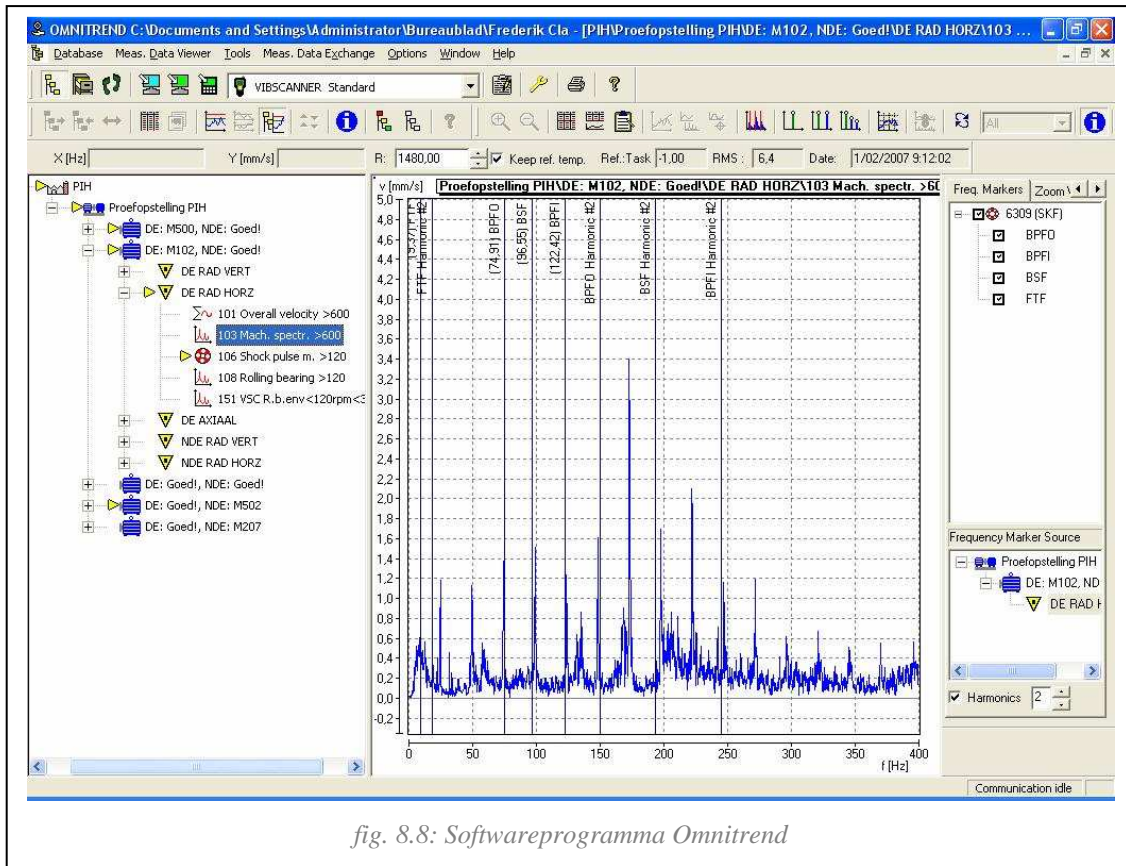 OMNITREND C:\Documents and Settings\Administrator\Bureaublad\Frederik Cla - [PIH\Proefopstelling PIH\DE: M102, NDE: Goed!\DE RAD HORZ\103 ...
Database Meas. Data Viewer Tools Meas. Data Exchange Options Window Help
VIBSCANNER Standard
All
X [Hz] Y [mm/s] R: 1480,00 Keep ref. temp. Ref.:Task -1,00 RMS : 6,4 Date: 1/02/2007 9:12:02
PIH
Proefopstelling PIH
DE: M500, NDE: Goed!
DE: M102, NDE: Goed!
DE RAD VERT
DE RAD HORZ
101 Overall velocity >600
103 Mach. spectr. >600
106 Shock pulse m. >120
108 Rolling bearing >120
151 VSC R.b.env<120rpm<3
DE AXIAAL
NDE RAD VERT
NDE RAD HORZ
DE: Goed!, NDE: Goed!
DE: Goed!, NDE: M502
DE: Goed!, NDE: M207
v [mm/s] Proefopstelling PIH\DE: M102, NDE: Goed!\DE RAD HORZ\103 Mach. spectr. >60
5,0
4,8
4,6
4,4
4,2
4,0
3,8
3,6
3,4
3,2
3,0
2,8
2,6
2,4
2,2
2,0
1,8
1,6
1,4
1,2
1,0
0,8
0,6
0,4
0,2
0,0
-0,2
FTF Harmonic #2
(74,91) BPFO
(96,55) BSF
(122,42) BPFI
BPFO Harmonic #2
BSF Harmonic #2
BPFI Harmonic #2
0 50 100 150 200 250 300 350 400
f [Hz]
Freq. Markers Zoom
6309 (SKF)
BPFO
BPFI
BSF
FTF
Frequency Marker Source
Proefopstelling PIH
DE: M102, ND
DE RAD H
Harmonics 2
Communication idle
fig. 8.8: Softwareprogramma Omnitrend